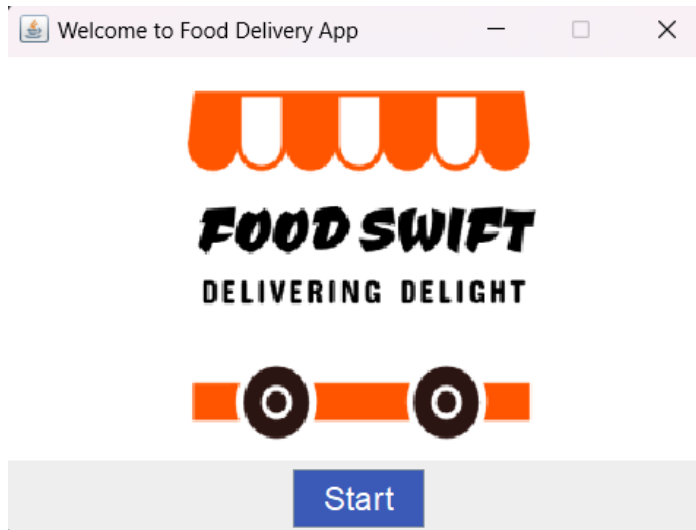 Welcome to Food Delivery App
FOOD SWIFT
DELIVERING DELIGHT
Start